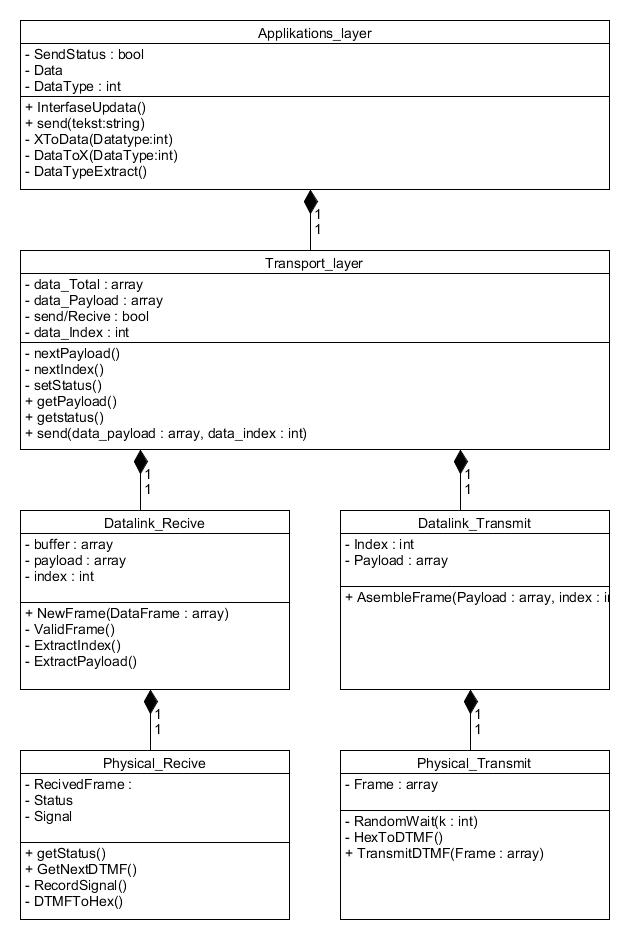 Applikations_layer
- SendStatus : bool
- Data
- DataType : int
+ InterfaseUpdata()
+ send(tekst:string)
- XToData(Datatype:int)
- DataToX(DataType:int)
- DataTypeExtract()
1
1
Transport_layer
- data_Total : array
- data_Payload : array
- send/Recive : bool
- data_Index : int
- nextPayload()
- nextIndex()
- setStatus()
+ getPayload()
+ getstatus()
+ send(data_payload : array, data_index : int)
1
1
1
1
Datalink_Recive
- buffer : array
- payload : array
- index : int
+ NewFrame(DataFrame : array)
- ValidFrame()
- ExtractIndex()
- ExtractPayload()
Datalink_Transmit
- Index : int
- Payload : array
+ AsembleFrame(Payload : array, index :
1
1
1
1
Physical_Recive
- RecivedFrame :
- Status
- Signal
+ getStatus()
+ GetNextDTMF()
- RecordSignal()
- DTMFToHex()
Physical_Transmit
- Frame : array
- RandomWait(k : int)
- HexToDTMF()
+ TransmitDTMF(Frame : array)